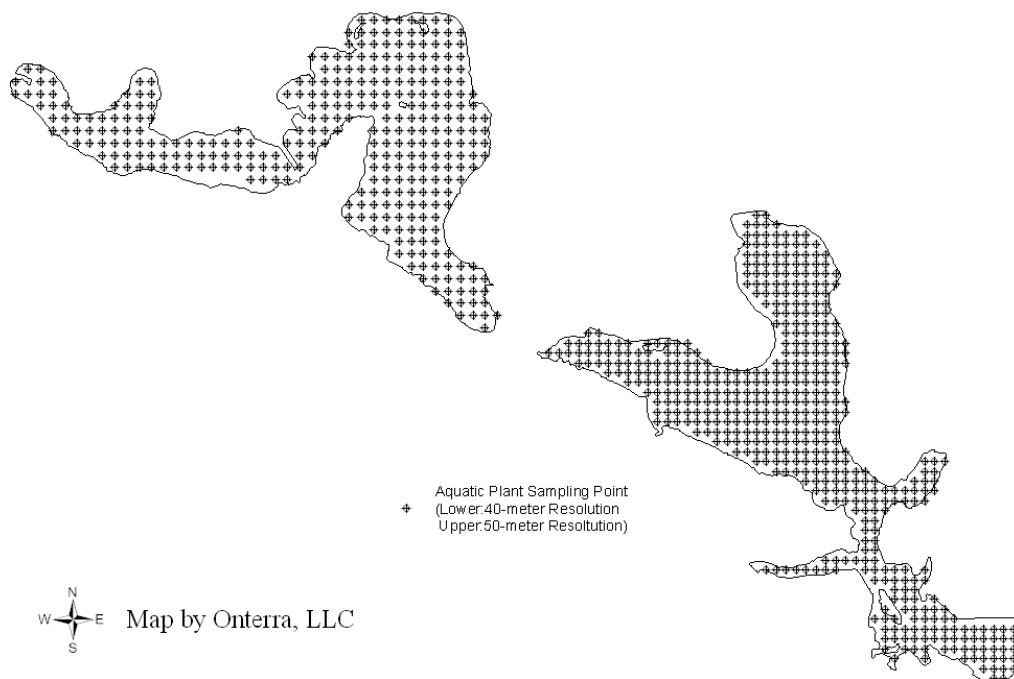 Aquatic Plant Sampling Point
(Lower:40-meter Resolution
Upper:50-meter Resoltution)
N
W E
S
Map by Onterra, LLC